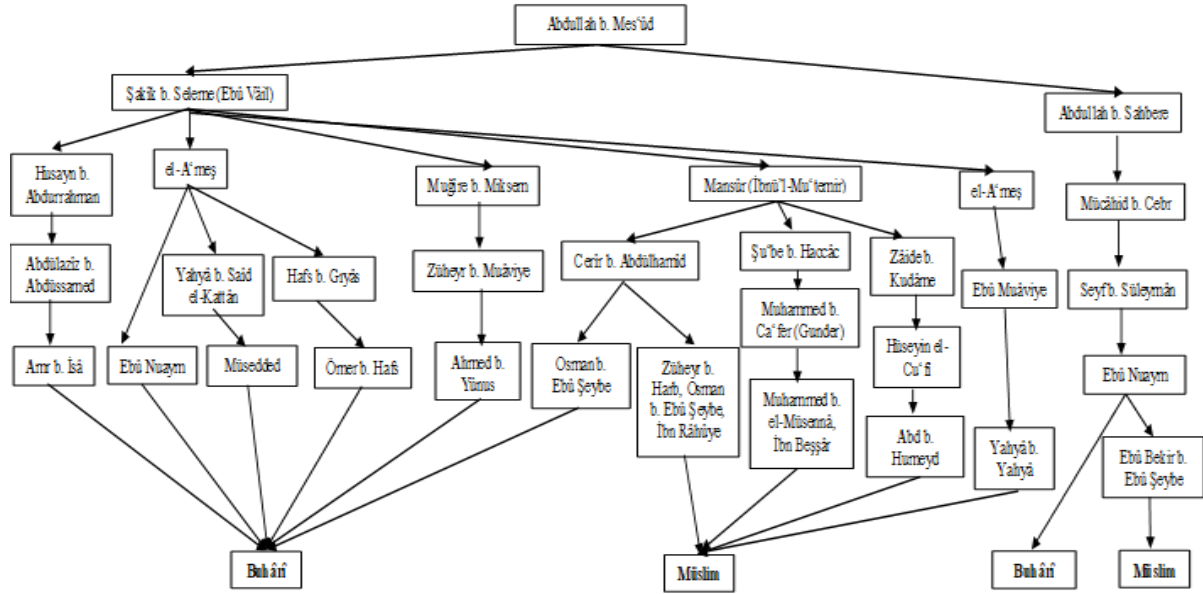 Abdullah b. Mes‘ûd
Şakîk b. Seleme (Ebû Vâil)
Abdullah b. Sahbere
Husayn b.
Abdurrahman
el-A‘meş
Muğîre b. Miksem
Mansûr (İbnü’l-Mu‘temir)
el-A‘meş
Mücâhid b. Cebr
Abdülazîz b.
Abdüssamed
Yahyâ b. Saîd
el-Kattân
Hafs b. Gıyâs
Züheyr b. Muâviye
Cerîr b. Abdülhamîd
Şu‘be b. Haccâc
Zâide b.
Kudâme
Ebû Muâviye
Seyf b. Süleymân
Muhammed b.
Ca‘fer (Gunder)
Hüseyin el-
Cu‘fî
Amr b. Îsâ
Ebû Nuaym
Müsedded
Ömer b. Hafs
Ahmed b.
Yûnus
Osman b.
Ebû Şeybe
Züheyr b.
Harb, Osman
b. Ebû Şeybe,
İbn Râhûye
Muhammed b.
el-Müsennâ,
İbn Beşşâr
Abd b.
Humeyd
Yahyâ b.
Yahyâ
Ebû Nuaym
Ebû Bekir b.
Ebû Şeybe
Buhârî
Müslim
Buhârî
Müslim